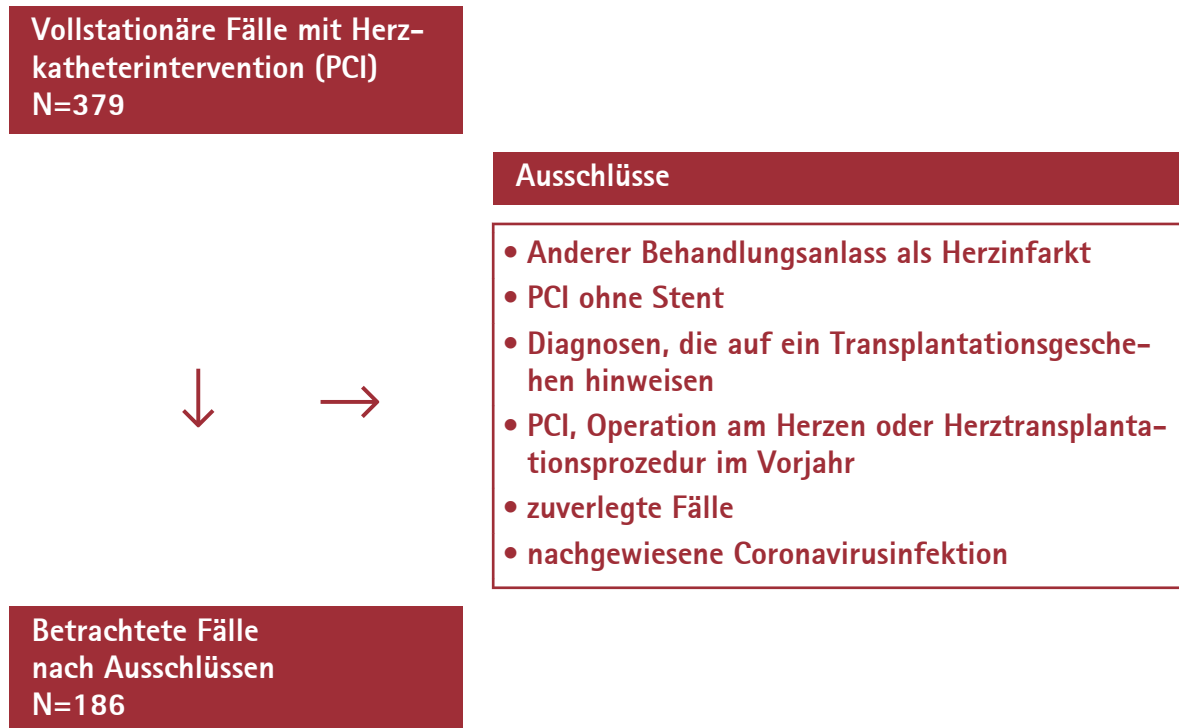 Vollstationäre Fälle mit Herz-
katheterintervention (PCI)
N=379
Ausschlüsse
• Anderer Behandlungsanlass als Herzinfarkt
• PCI ohne Stent
• Diagnosen, die auf ein Transplantationsgesche-
hen hinweisen
• PCI, Operation am Herzen oder Herztransplanta-
tionsprozedur im Vorjahr
• zuverlegte Fälle
• nachgewiesene Coronavirusinfektion
Betrachtete Fälle
nach Ausschlüssen
N=186